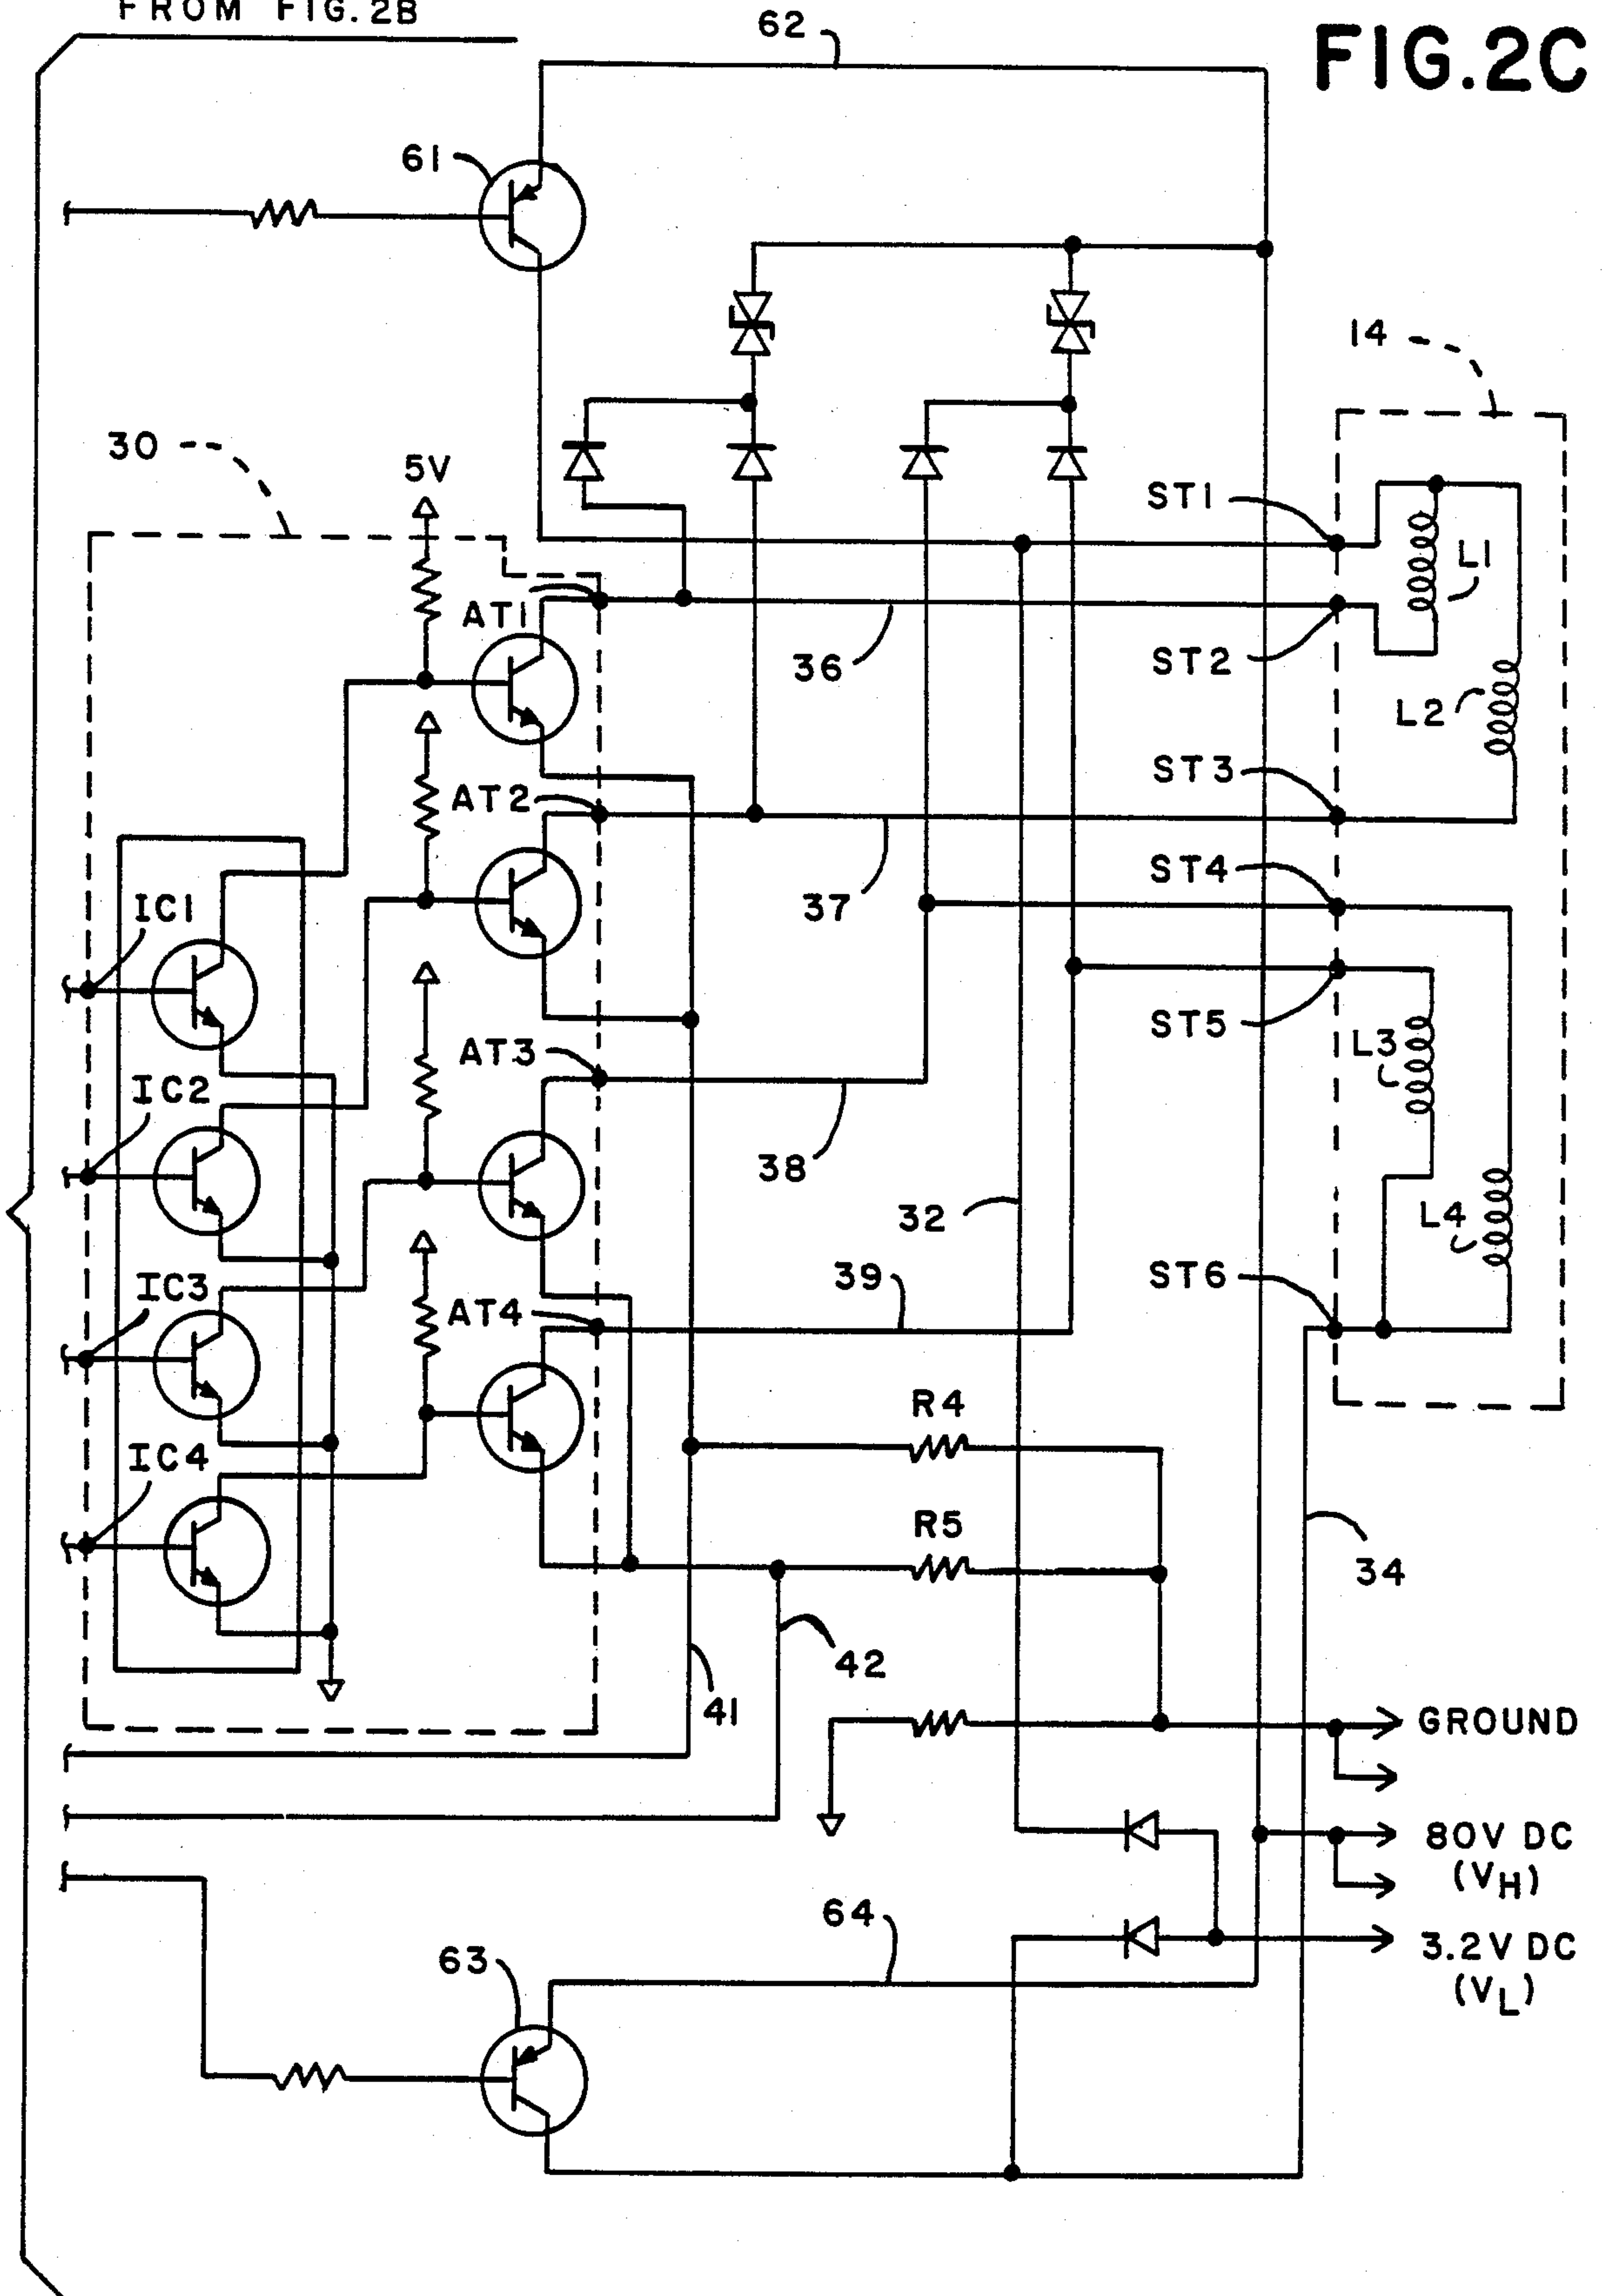 FROM FIG. 2B
FIG. 2C
62
61
14
30
5V
ST1
L1
AT1
36
ST2
L2
AT2
ST3
37
ST4
IC1
ST5
AT3
L3
IC2
38
32
L4
39
ST6
IC3
AT4
R4
IC4
R5
34
42
41
GROUND
80V DC
(VH)
64
3.2V DC
(VL)
63